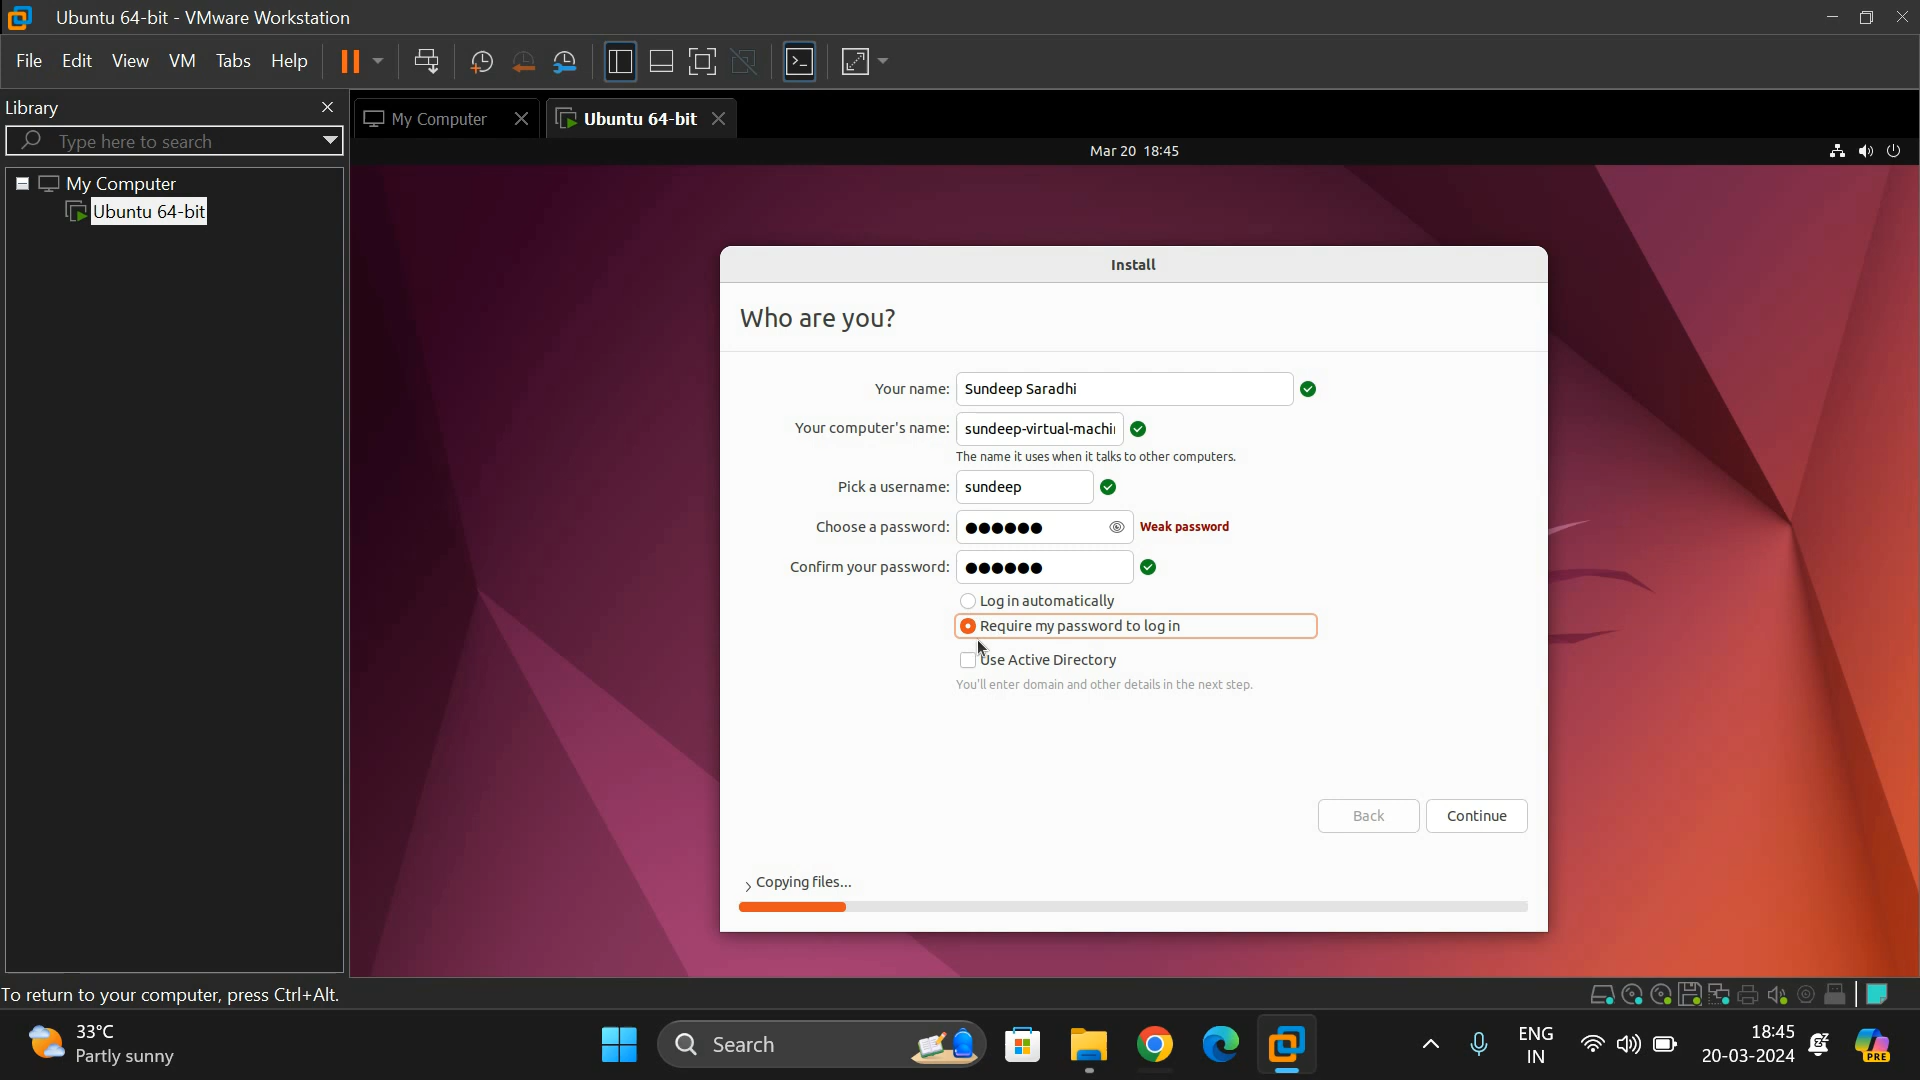 Ubuntu 64-bit - VMware Workstation
File Edit View VM Tabs Help
Library
Type here to search
My Computer
Ubuntu 64-bit
My Computer
Ubuntu 64-bit
Mar 20 18:45
Install
Who are you?
Your name: Sundeep Saradhi
Your computer's name: sundeep-virtual-machi
The name it uses when it talks to other computers.
Pick a username: sundeep
Choose a password: ●●●●●● Weak password
Confirm your password: ●●●●●●
Log in automatically
Require my password to log in
Use Active Directory
You'll enter domain and other details in the next step.
Back
Continue
Copying files...
To return to your computer, press Ctrl+Alt.
33°C
Partly sunny
Search
ENG
IN
18:45
20-03-2024
PRE